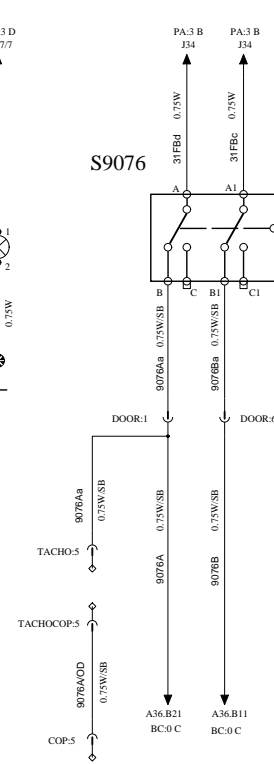 3 D
7/7
PA:3 B
J34
PA:3 B
J34
0.75W
0.75W
31FBd
31FBc
S9076
A
A1
1
2
0.75W
B
C
B1
C1
0.75W/SB
0.75W/SB
9076Aa
9076Ba
DOOR:1
DOOR:6
9076Aa
0.75W/SB
0.75W/SB
0.75W/SB
TACHO:5
9076A
9076B
TACHOCOP:5
9076A/OD
0.75W/SB
A36.B21
BC:0 C
A36.B11
BC:0 C
COP:5